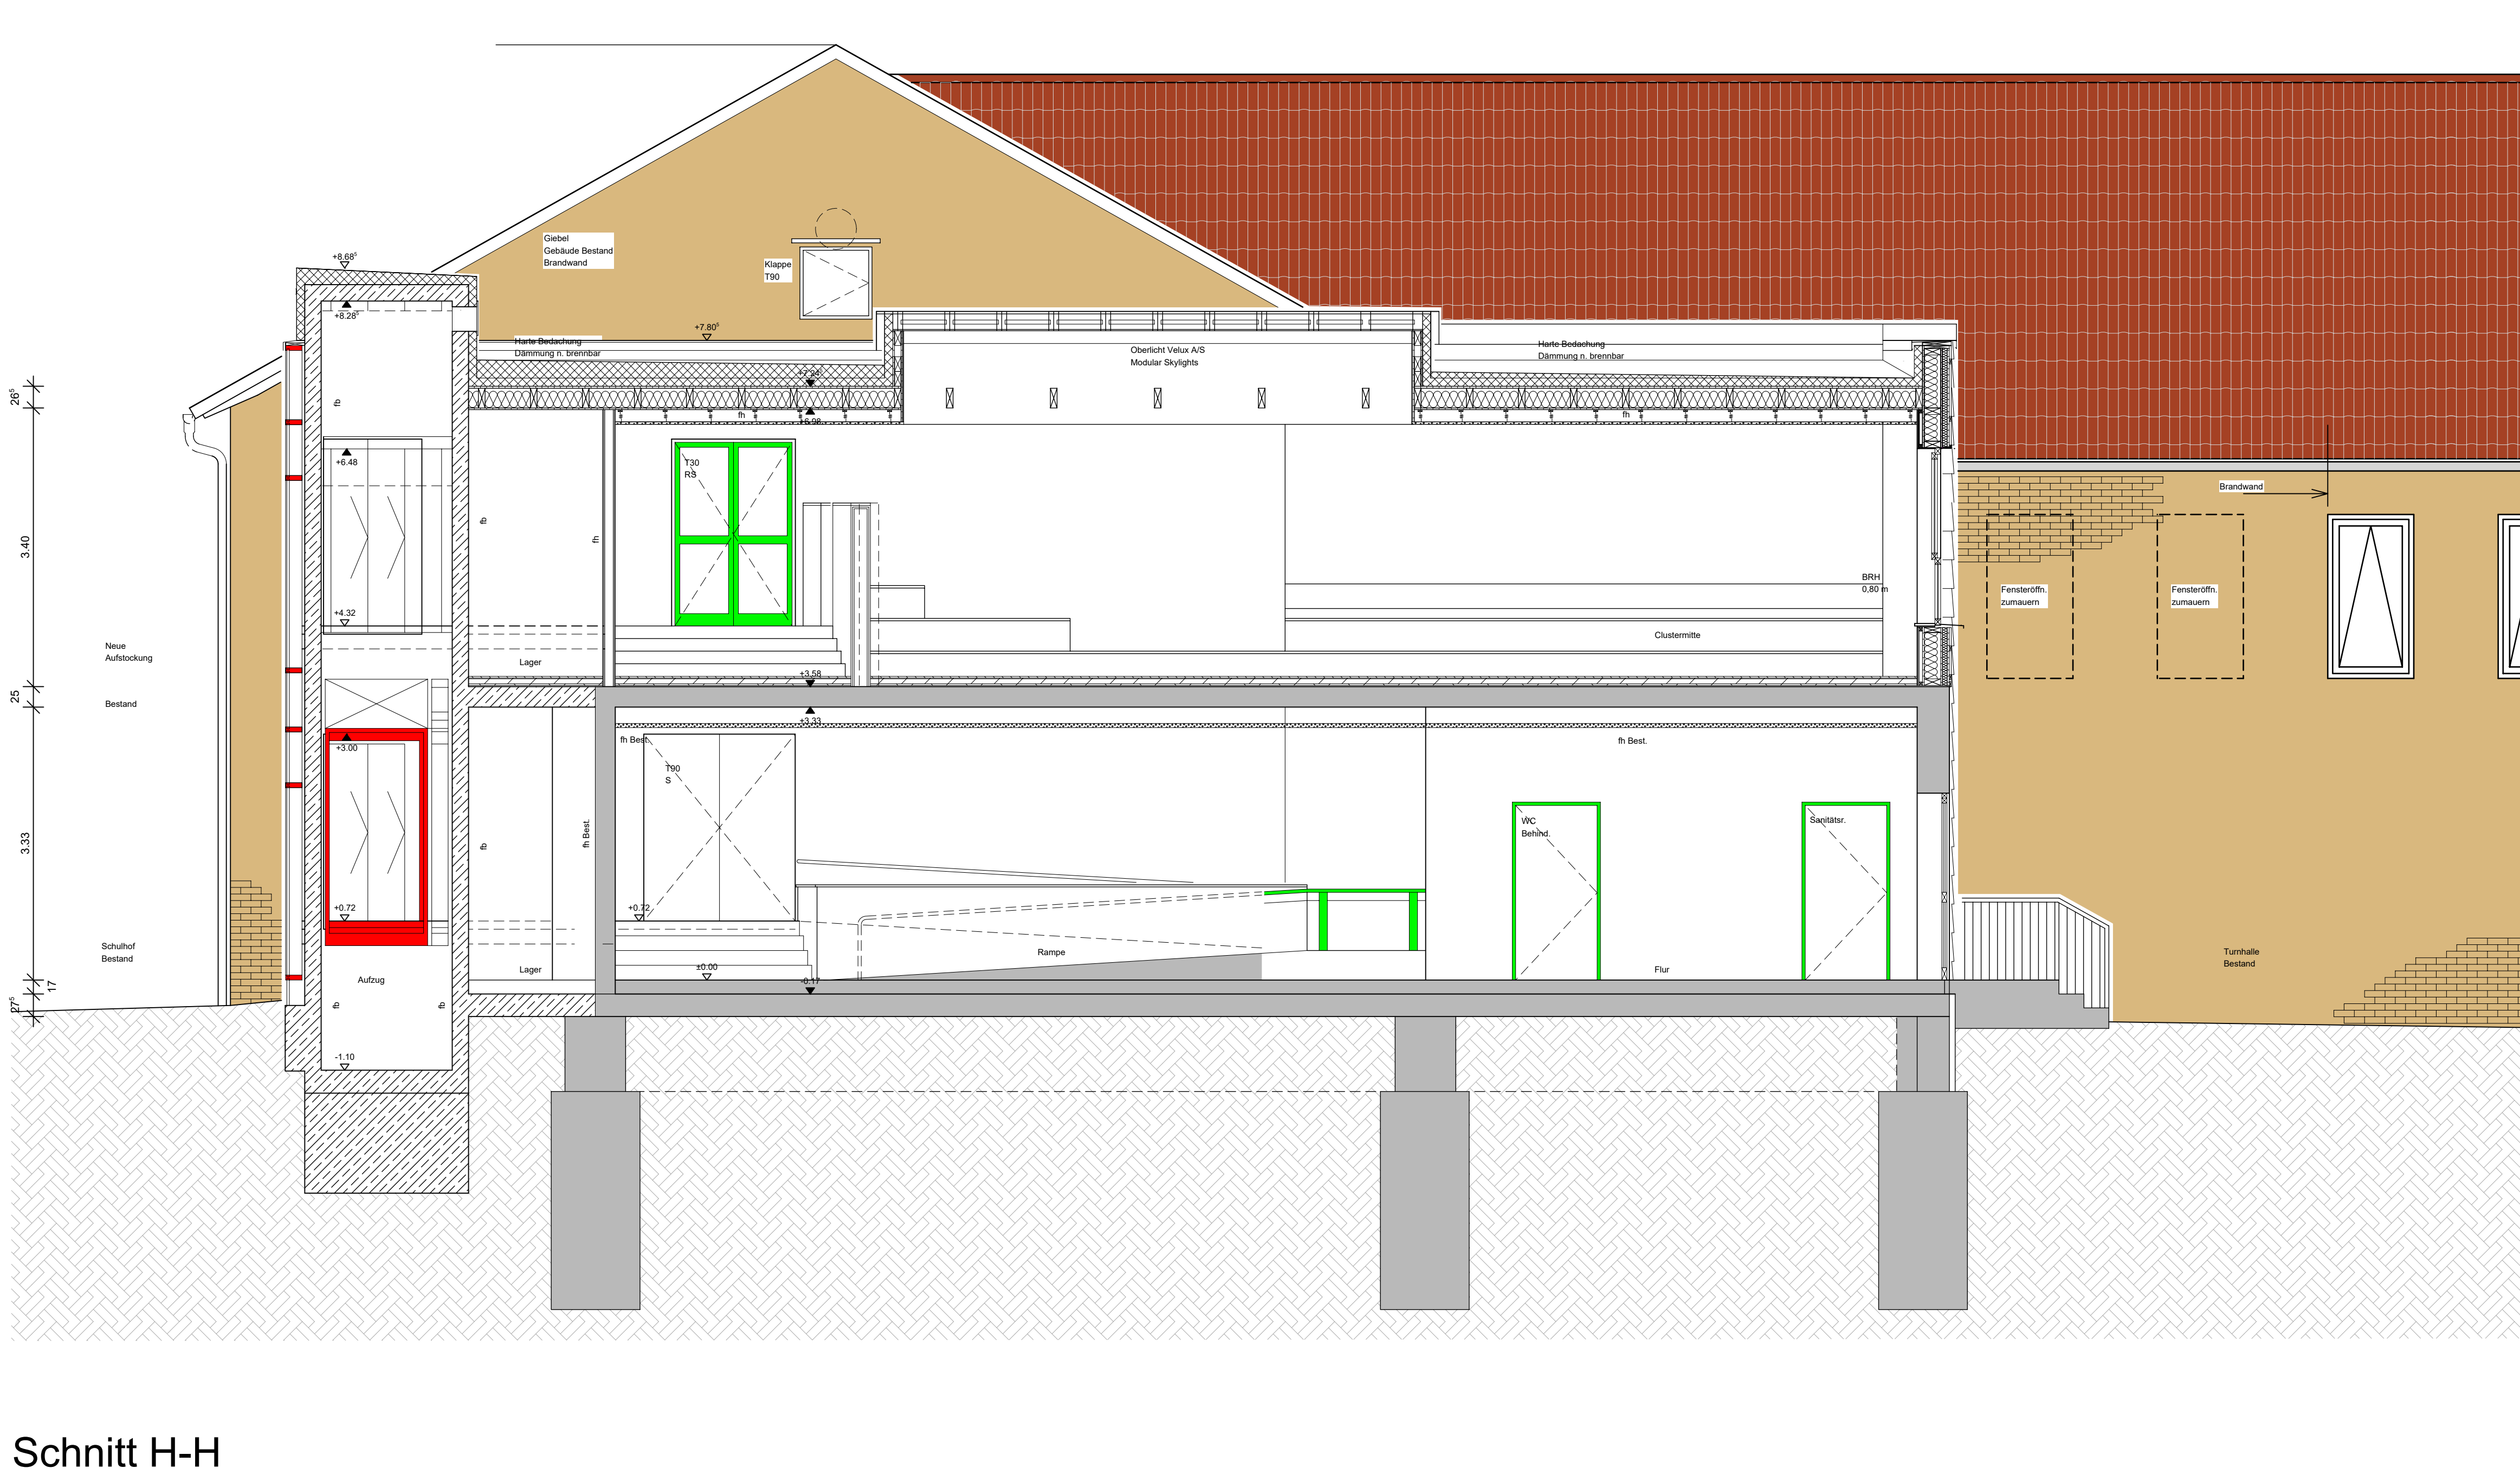 Giebel
Gebäude Bestand
Brandwand
Klappe
T90
+8.68⁵
+8.28⁵
+7.80⁵
Harte Bedachung
Dämmung n. brennbar
Oberlicht Velux A/S
Modular Skylights
Harte Bedachung
Dämmung n. brennbar
+7.24⁵
+6.98
fh
fh
26⁵
fb
+6.48
T30
RS
Brandwand
fb
fh
3.40
BRH
0,80 m
Fensteröffn.
zumauern
Fensteröffn.
zumauern
+4.32
Clustermitte
Neue
Aufstockung
Lager
+3.58
25
Bestand
+3.33
+3.00
fh Best.
fh Best.
T90
S
3.33
fb
fh Best.
WC
Behind.
Sanitätsr.
+0.72
+0.72
Schulhof
Bestand
Rampe
Turnhalle
Bestand
Lager
±0.00
Flur
Aufzug
-0.17
17
27⁵
fb
fb
-1.10
Schnitt H-H